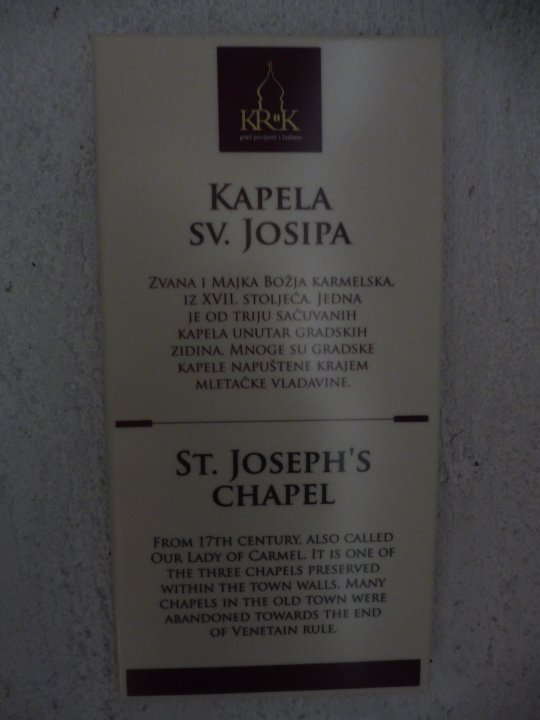 KRK
grad povijesti i kulture
KAPELA
SV. JOSIPA
ZVANA I MAJKA BOŽJA KARMELSKA,
IZ XVII. STOLJEĆA. JEDNA
JE OD TRIJU SAČUVANIH
KAPELA UNUTAR GRADSKIH
ZIDINA. MNOGE SU GRADSKE
KAPELE NAPUŠTENE KRAJEM
MLETAČKE VLADAVINE.
ST. JOSEPH'S
CHAPEL
FROM 17TH CENTURY, ALSO CALLED
OUR LADY OF CARMEL. IT IS ONE OF
THE THREE CHAPELS PRESERVED
WITHIN THE TOWN WALLS. MANY
CHAPELS IN THE OLD TOWN WERE
ABANDONED TOWARDS THE END
OF VENETAIN RULE.